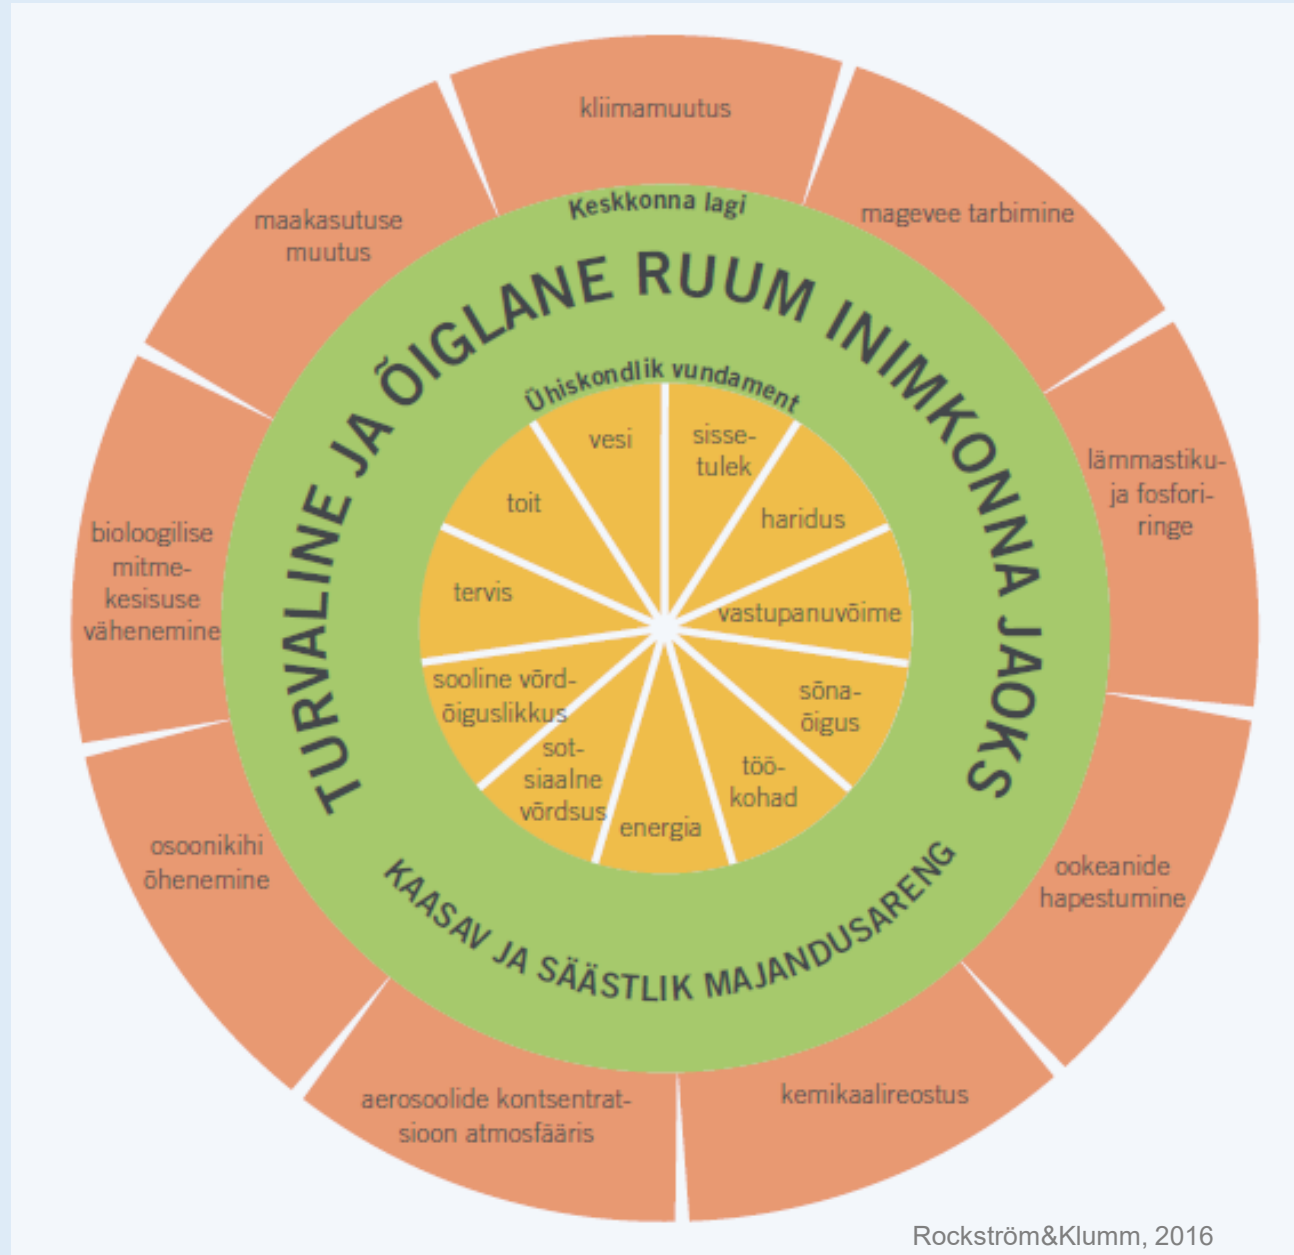 kliimamuutus
magevee tarbimine
lämmastiku-
ja fosfori-
ringe
ookeanide
hapestumine
kemikaalireostus
aerosoolide kontsentrat-
sioon atmosfääris
osoonikihi
õhenemine
bioloogilise
mitme-
kesisuse
vähenemine
maakasutuse
muutus
Keskkonna lagi
TURVALINE JA ÕIGLANE RUUM INIMKONNA JAOKS
Ühiskondlik vundament
vesi
sisse-
tulek
haridus
vastupanuvõime
sõna-
õigus
töö-
kohad
energia
sot-
siaalne
võrdsus
sooline võrd-
õiguslikkus
tervis
toit
KAASAV JA SÄÄSTLIK MAJANDUSARENG
Rockström&Klumm, 2016